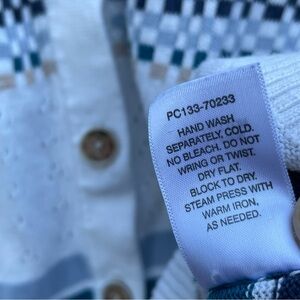 PC133-70233
HAND WASH
SEPARATELY, COLD.
NO BLEACH. DO NOT
WRING OR TWIST.
DRY FLAT.
BLOCK TO DRY.
STEAM PRESS WITH
WARM IRON,
AS NEEDED.